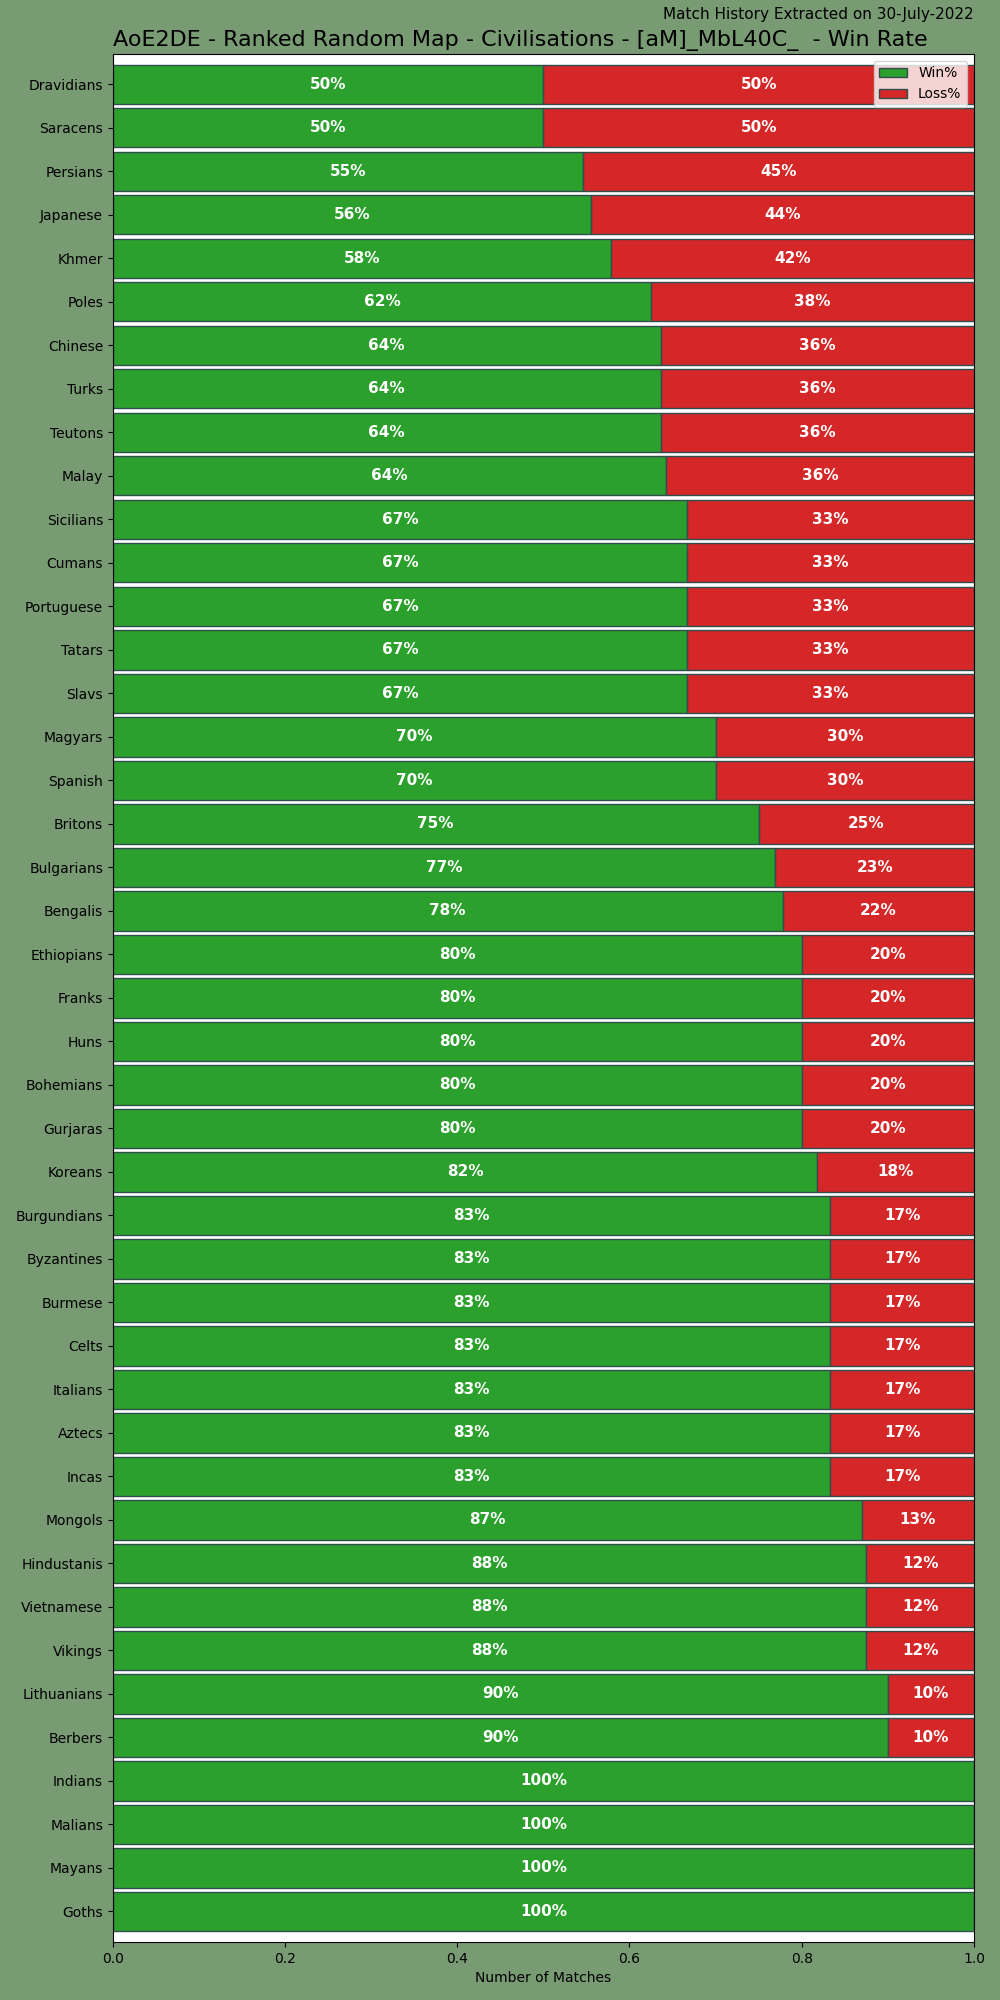 Match History Extracted on 30-July-2022
AoE2DE - Ranked Random Map - Civilisations - [aM]_MbL40C_  - Win Rate
Win%
Loss%
Dravidians 50% 50%
Saracens 50% 50%
Persians 55% 45%
Japanese 56% 44%
Khmer 58% 42%
Poles 62% 38%
Chinese 64% 36%
Turks 64% 36%
Teutons 64% 36%
Malay 64% 36%
Sicilians 67% 33%
Cumans 67% 33%
Portuguese 67% 33%
Tatars 67% 33%
Slavs 67% 33%
Magyars 70% 30%
Spanish 70% 30%
Britons 75% 25%
Bulgarians 77% 23%
Bengalis 78% 22%
Ethiopians 80% 20%
Franks 80% 20%
Huns 80% 20%
Bohemians 80% 20%
Gurjaras 80% 20%
Koreans 82% 18%
Burgundians 83% 17%
Byzantines 83% 17%
Burmese 83% 17%
Celts 83% 17%
Italians 83% 17%
Aztecs 83% 17%
Incas 83% 17%
Mongols 87% 13%
Hindustanis 88% 12%
Vietnamese 88% 12%
Vikings 88% 12%
Lithuanians 90% 10%
Berbers 90% 10%
Indians 100%
Malians 100%
Mayans 100%
Goths 100%
0.0 0.2 0.4 0.6 0.8 1.0
Number of Matches